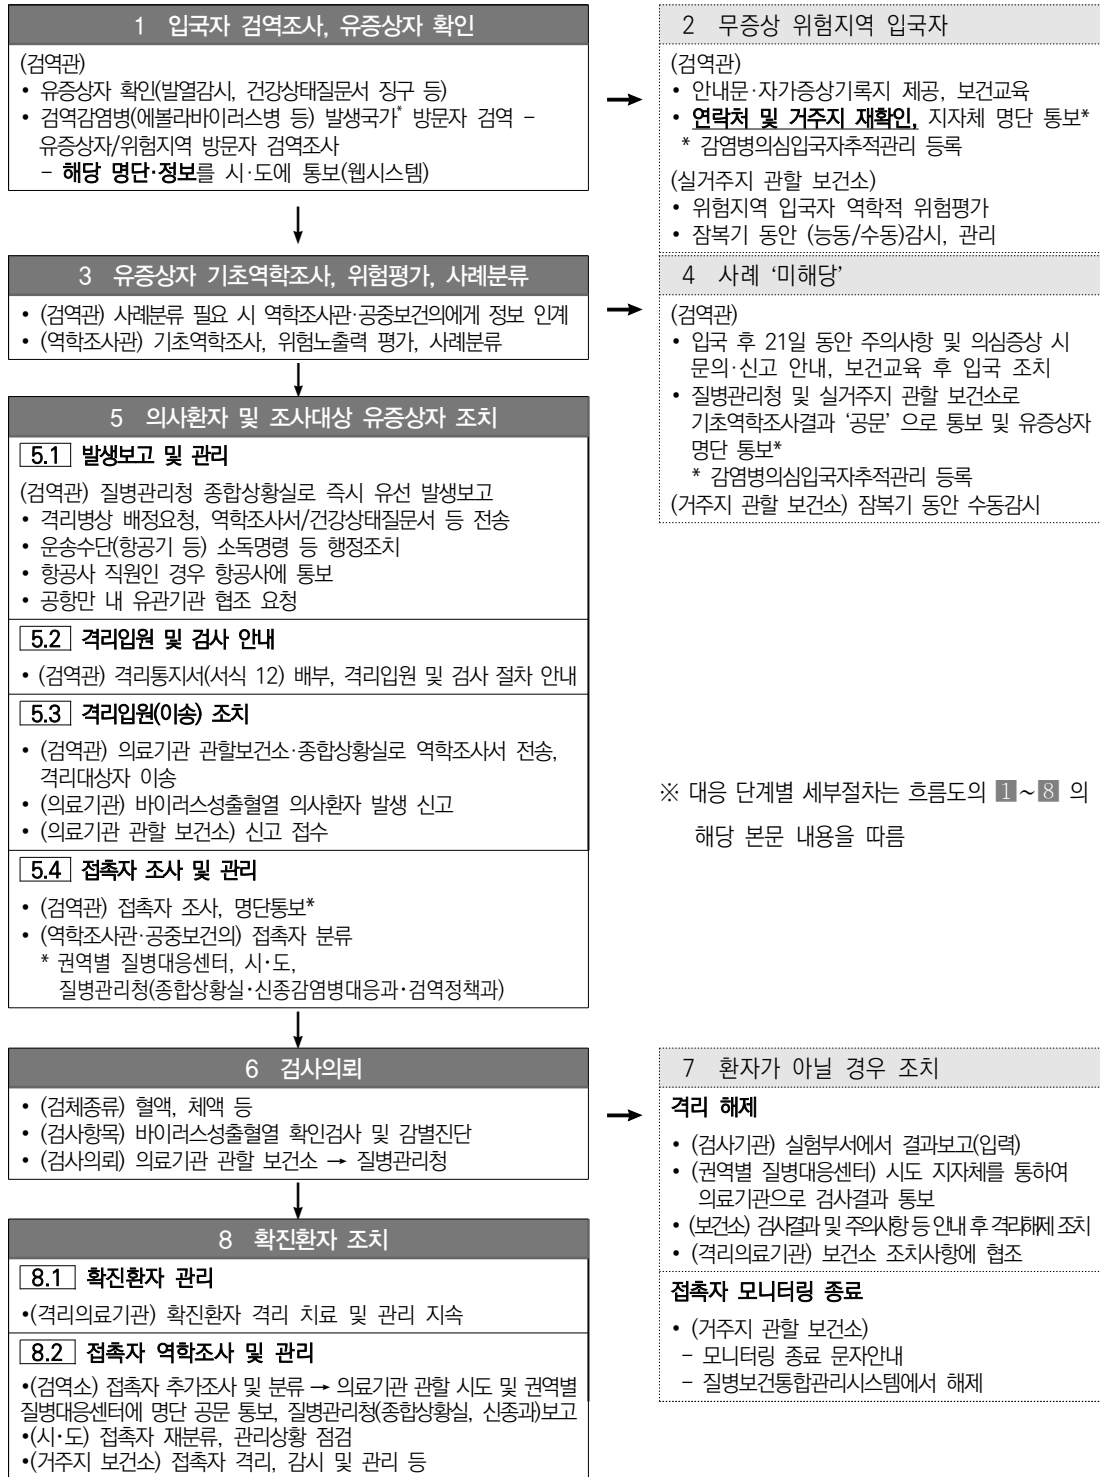 1 입국자 검역조사, 유증상자 확인
(검역관)
• 유증상자 확인(발열감시, 건강상태질문서 징구 등)
• 검역감염병(에볼라바이러스병 등) 발생국가* 방문자 검역 –
유증상자/위험지역 방문자 검역조사
– 해당 명단·정보를 시·도에 통보(웹시스템)
2 무증상 위험지역 입국자
(검역관)
• 안내문·자가증상기록지 제공, 보건교육
• 연락처 및 거주지 재확인, 지자체 명단 통보*
* 감염병의심입국자추적관리 등록
(실거주지 관할 보건소)
• 위험지역 입국자 역학적 위험평가
• 잠복기 동안 (능동/수동)감시, 관리
3 유증상자 기초역학조사, 위험평가, 사례분류
• (검역관) 사례분류 필요 시 역학조사관·공중보건의에게 정보 인계
• (역학조사관) 기초역학조사, 위험노출력 평가, 사례분류
4 사례 ‘미해당’
(검역관)
• 입국 후 21일 동안 주의사항 및 의심증상 시
문의·신고 안내, 보건교육 후 입국 조치
• 질병관리청 및 실거주지 관할 보건소로
기초역학조사결과 ‘공문’ 으로 통보 및 유증상자
명단 통보*
* 감염병의심입국자추적관리 등록
(거주지 관할 보건소) 잠복기 동안 수동감시
5 의사환자 및 조사대상 유증상자 조치
5.1 발생보고 및 관리
(검역관) 질병관리청 종합상황실로 즉시 유선 발생보고
• 격리병상 배정요청, 역학조사서/건강상태질문서 등 전송
• 운송수단(항공기 등) 소독명령 등 행정조치
• 항공사 직원인 경우 항공사에 통보
• 공항만 내 유관기관 협조 요청
5.2 격리입원 및 검사 안내
• (검역관) 격리통지서(서식 12) 배부, 격리입원 및 검사 절차 안내
5.3 격리입원(이송) 조치
• (검역관) 의료기관 관할보건소·종합상황실로 역학조사서 전송,
격리대상자 이송
• (의료기관) 바이러스성출혈열 의사환자 발생 신고
• (의료기관 관할 보건소) 신고 접수
5.4 접촉자 조사 및 관리
• (검역관) 접촉자 조사, 명단통보*
• (역학조사관·공중보건의) 접촉자 분류
* 권역별 질병대응센터, 시·도,
질병관리청(종합상황실·신종감염병대응과·검역정책과)
※ 대응 단계별 세부절차는 흐름도의 1~8 의
해당 본문 내용을 따름
6 검사의뢰
• (검체종류) 혈액, 체액 등
• (검사항목) 바이러스성출혈열 확인검사 및 감별진단
• (검사의뢰) 의료기관 관할 보건소 → 질병관리청
7 환자가 아닐 경우 조치
격리 해제
• (검사기관) 실험부서에서 결과보고(입력)
• (권역별 질병대응센터) 시도 지자체를 통하여
의료기관으로 검사결과 통보
• (보건소) 검사결과 및 주의사항 등 안내 후 격리해제 조치
• (격리의료기관) 보건소 조치사항에 협조
접촉자 모니터링 종료
• (거주지 관할 보건소)
– 모니터링 종료 문자안내
– 질병보건통합관리시스템에서 해제
8 확진환자 조치
8.1 확진환자 관리
•(격리의료기관) 확진환자 격리 치료 및 관리 지속
8.2 접촉자 역학조사 및 관리
•(검역소) 접촉자 추가조사 및 분류 → 의료기관 관할 시도 및 권역별
질병대응센터에 명단 공문 통보, 질병관리청(종합상황실, 신종과)보고
•(시·도) 접촉자 재분류, 관리상황 점검
•(거주지 보건소) 접촉자 격리, 감시 및 관리 등